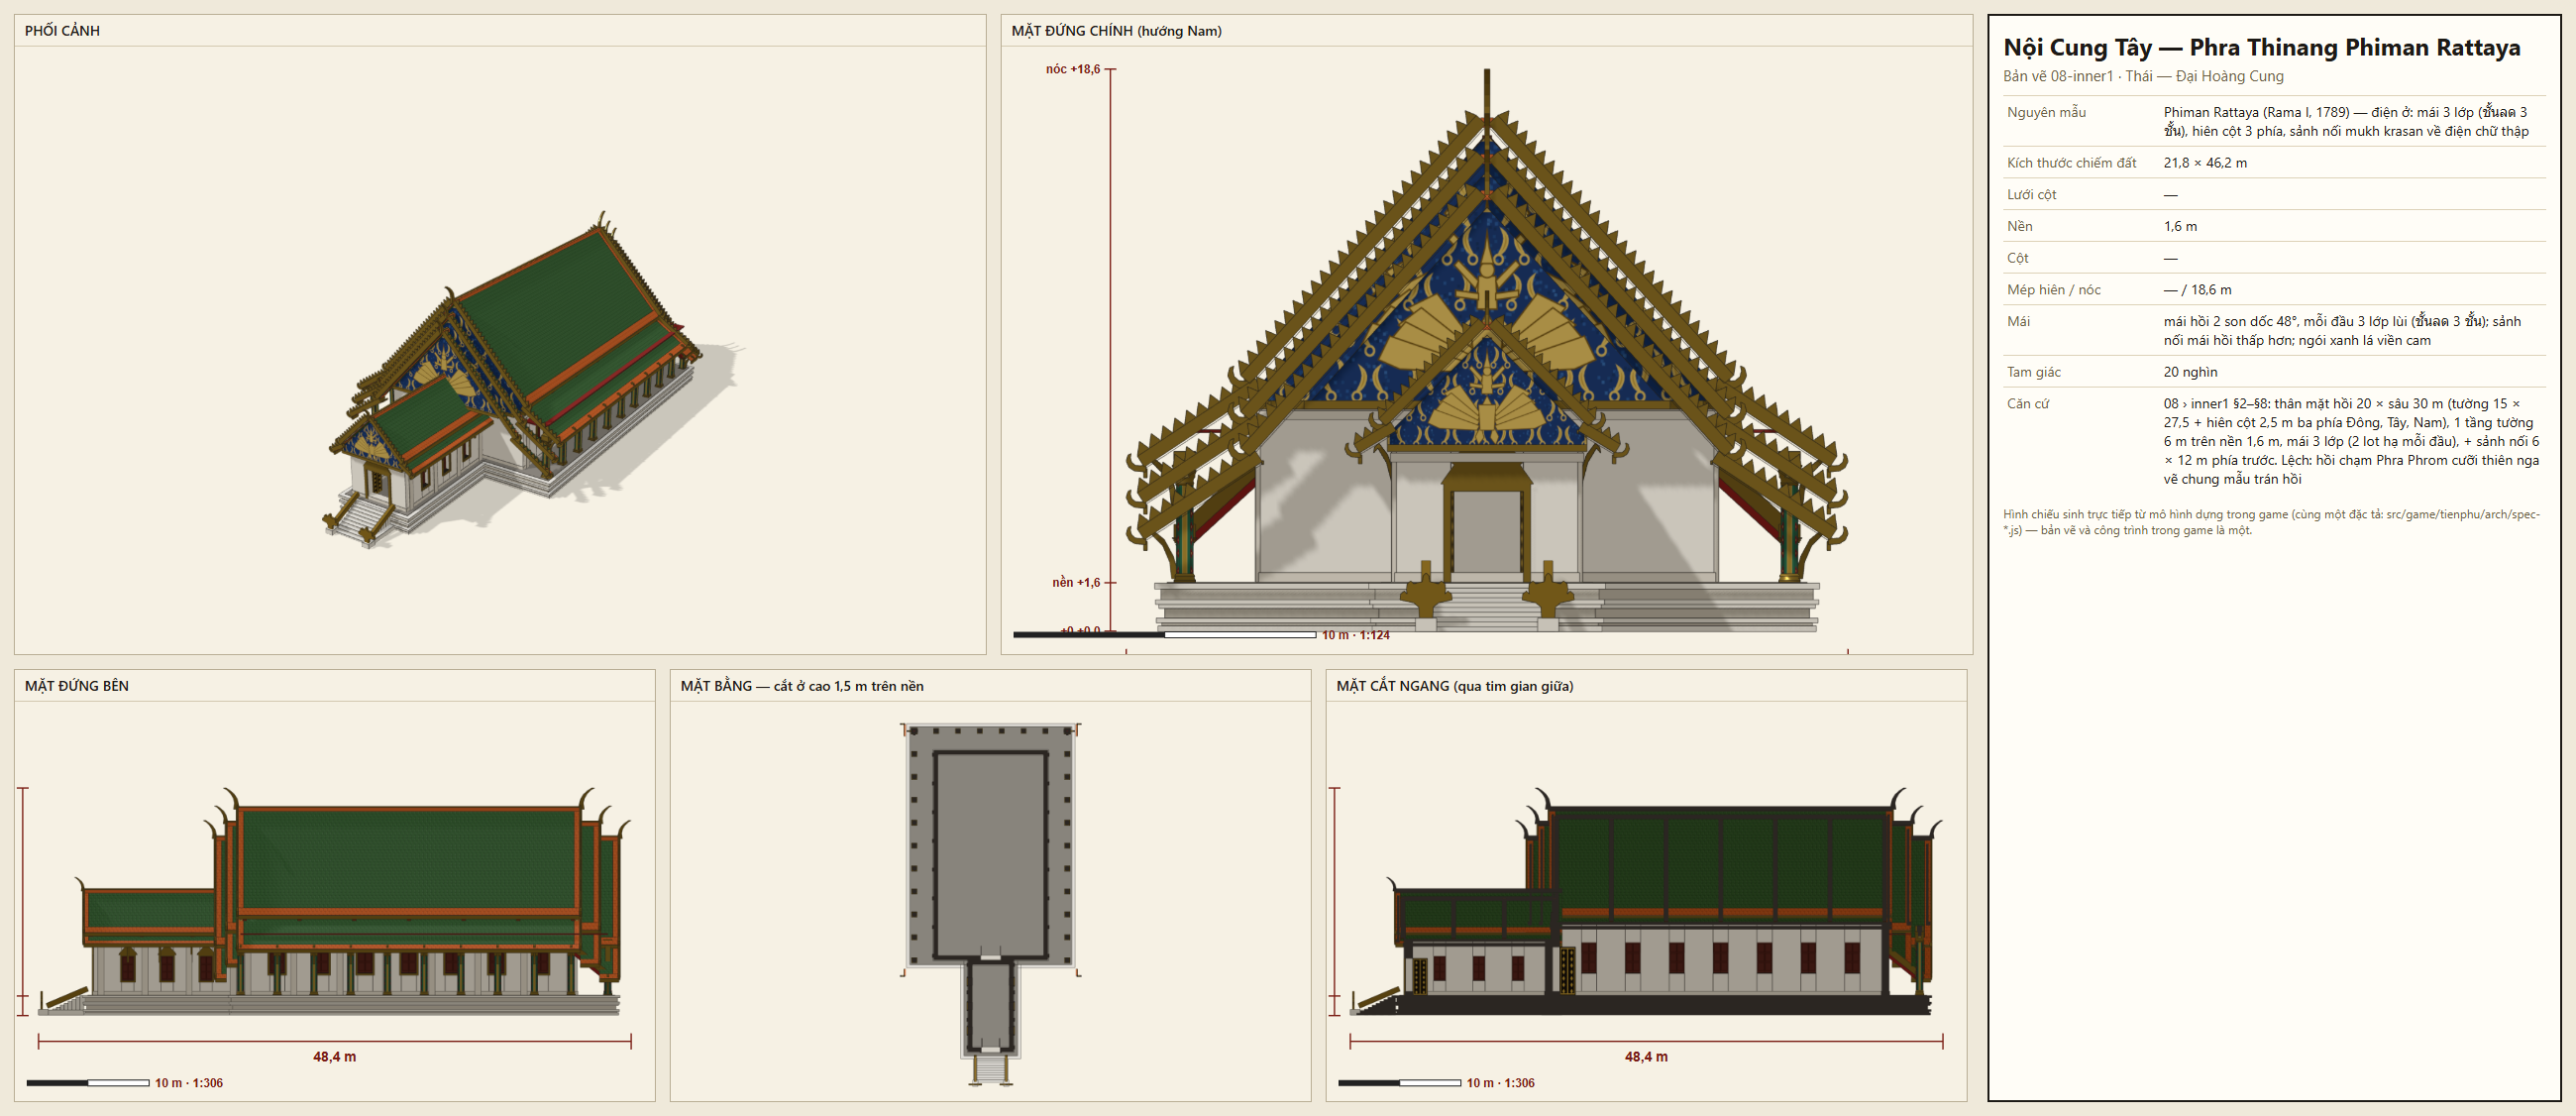 PHỐI CẢNH
MẶT ĐỨNG CHÍNH (hướng Nam)
nóc +18,6
nền +1,6
±0 +0,0
10 m · 1:124
MẶT ĐỨNG BÊN
48,4 m
10 m · 1:306
MẶT BẰNG — cắt ở cao 1,5 m trên nền
MẶT CẮT NGANG (qua tim gian giữa)
48,4 m
10 m · 1:306
Nội Cung Tây — Phra Thinang Phiman Rattaya
Bản vẽ 08-inner1 · Thái — Đại Hoàng Cung
Nguyên mẫu
Phiman Rattaya (Rama I, 1789) — điện ở: mái 3 lớp (ชั้นลด 3
ชั้น), hiên cột 3 phía, sảnh nối mukh krasan về điện chữ thập
Kích thước chiếm đất
21,8 × 46,2 m
Lưới cột
—
Nền
1,6 m
Cột
—
Mép hiên / nóc
— / 18,6 m
Mái
mái hồi 2 son dốc 48°, mỗi đầu 3 lớp lùi (ชั้นลด 3 ชั้น); sảnh
nối mái hồi thấp hơn; ngói xanh lá viền cam
Tam giác
20 nghìn
Căn cứ
08 › inner1 §2–§8: thân mặt hồi 20 × sâu 30 m (tường 15 ×
27,5 + hiên cột 2,5 m ba phía Đông, Tây, Nam), 1 tầng tường
6 m trên nền 1,6 m, mái 3 lớp (2 lot hạ mỗi đầu), + sảnh nối 6
× 12 m phía trước. Lệch: hồi chạm Phra Phrom cưỡi thiên nga
vẽ chung mẫu trán hồi
Hình chiếu sinh trực tiếp từ mô hình dựng trong game (cùng một đặc tả: src/game/tienphu/arch/spec-
*.js) — bản vẽ và công trình trong game là một.